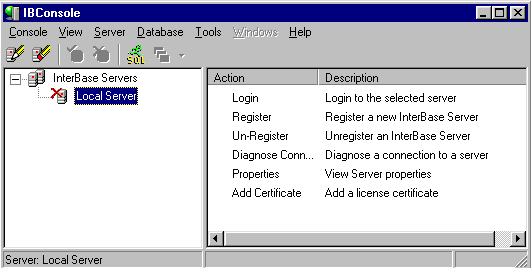 IBConsole
Console View Server Database Tools Windows Help
SQL
InterBase Servers
Local Server
Action Description
Login Login to the selected server
Register Register a new InterBase Server
Un-Register Unregister an InterBase Server
Diagnose Conn... Diagnose a connection to a server
Properties View Server properties
Add Certificate Add a license certificate
Server: Local Server